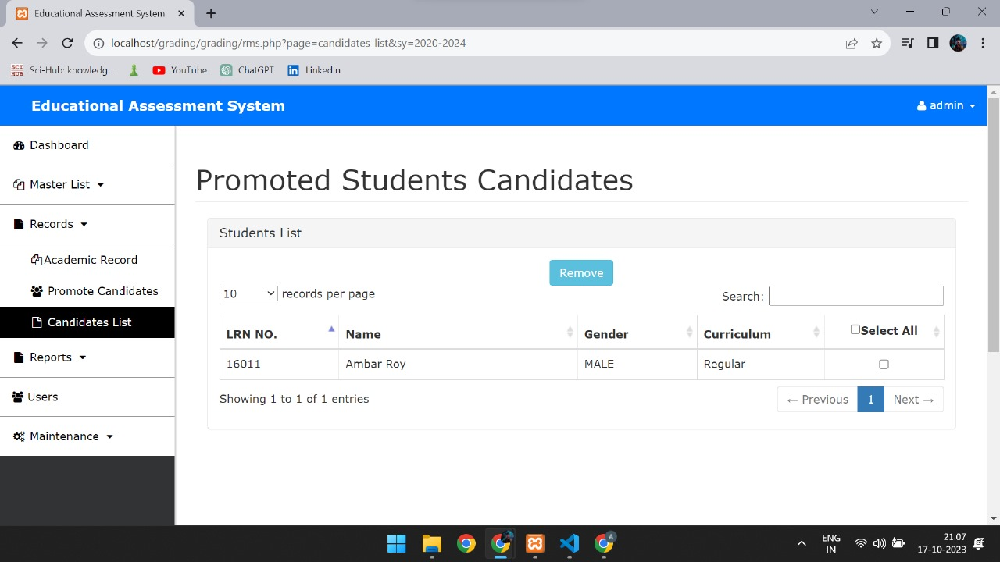 Educational Assessment System
localhost/grading/grading/rms.php?page=candidates_list&sy=2020-2024
SCI HUB Sci-Hub: knowledg... YouTube ChatGPT LinkedIn
Educational Assessment System admin
Dashboard
Master List
Records
Academic Record
Promote Candidates
Candidates List
Reports
Users
Maintenance
Promoted Students Candidates
Students List
Remove
10 records per page Search:
LRN NO. Name Gender Curriculum Select All
16011 Ambar Roy MALE Regular
Showing 1 to 1 of 1 entries ← Previous 1 Next →
ENG 21:07
IN 17-10-2023